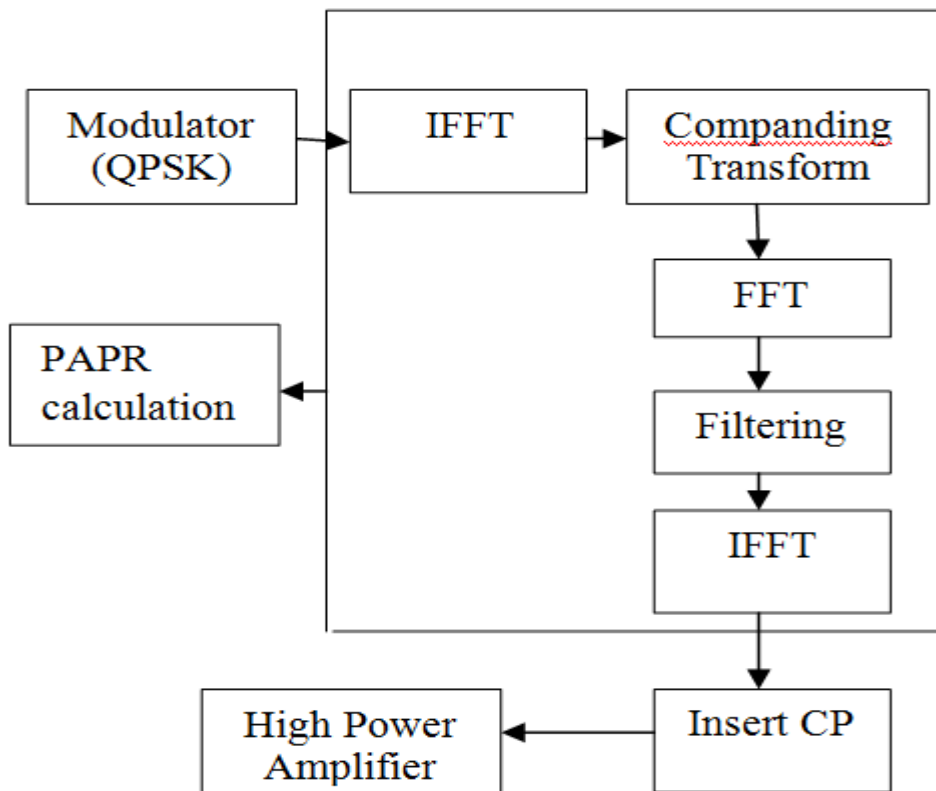 Modulator
(QPSK)
IFFT
Companding
Transform
FFT
PAPR
calculation
Filtering
IFFT
Insert CP
High Power
Amplifier